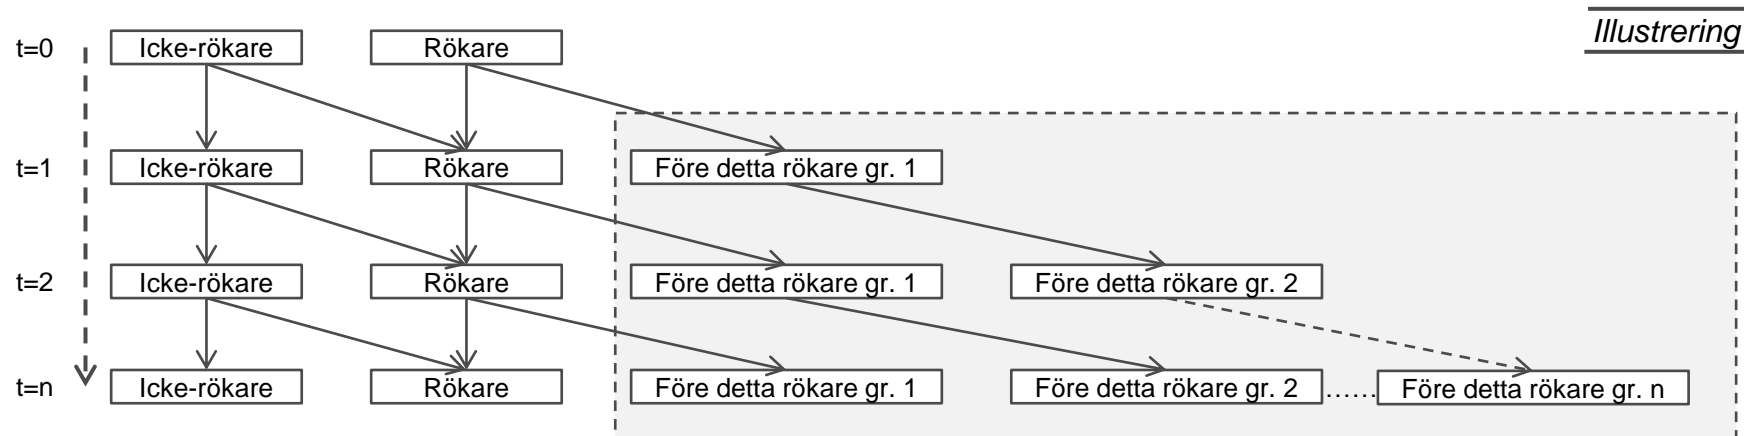 Illustrering
t=0 Icke-rökare Rökare
t=1 Icke-rökare Rökare Före detta rökare gr. 1
t=2 Icke-rökare Rökare Före detta rökare gr. 1 Före detta rökare gr. 2
t=n Icke-rökare Rökare Före detta rökare gr. 1 Före detta rökare gr. 2 …… Före detta rökare gr. n